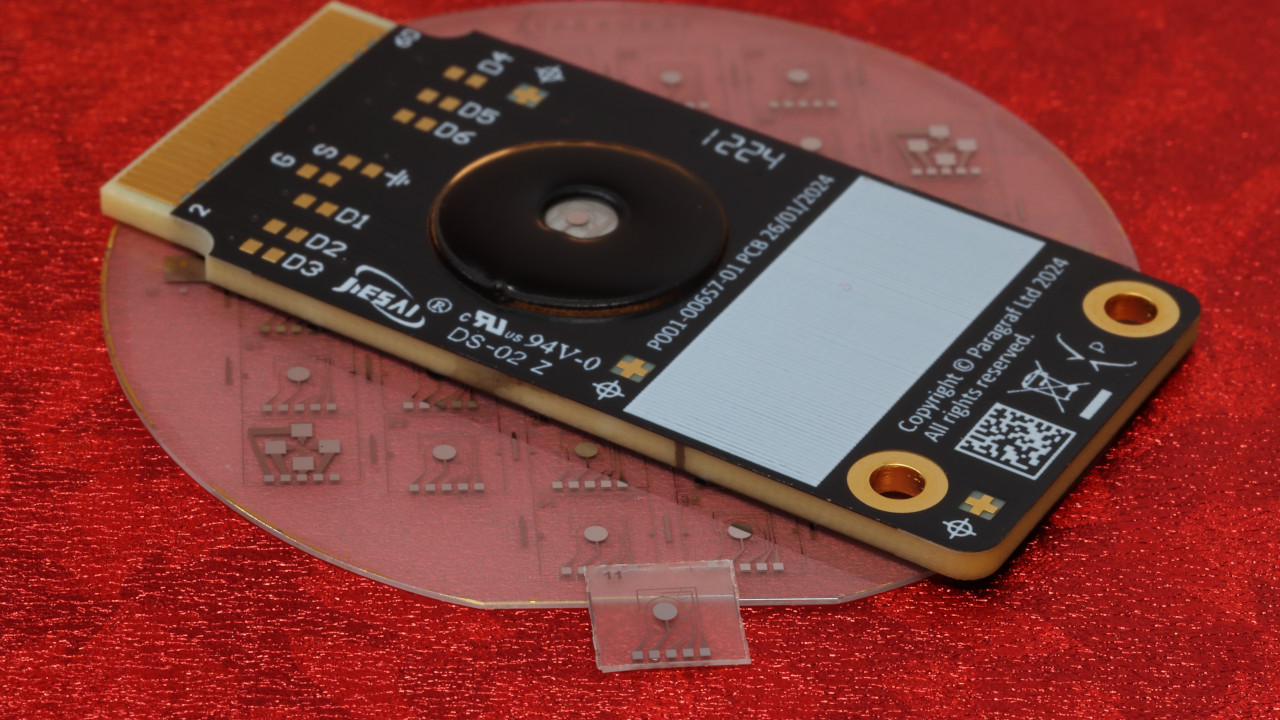 60
D4
D5
D6
G S
D1
2
D2
D3
1224
JIESAI ®
c RU us 94V-0
DS-02 Z
P001-00657-01 PCB 26/01/2024
Copyright © Paragraf Ltd 2024
All rights reserved.
11